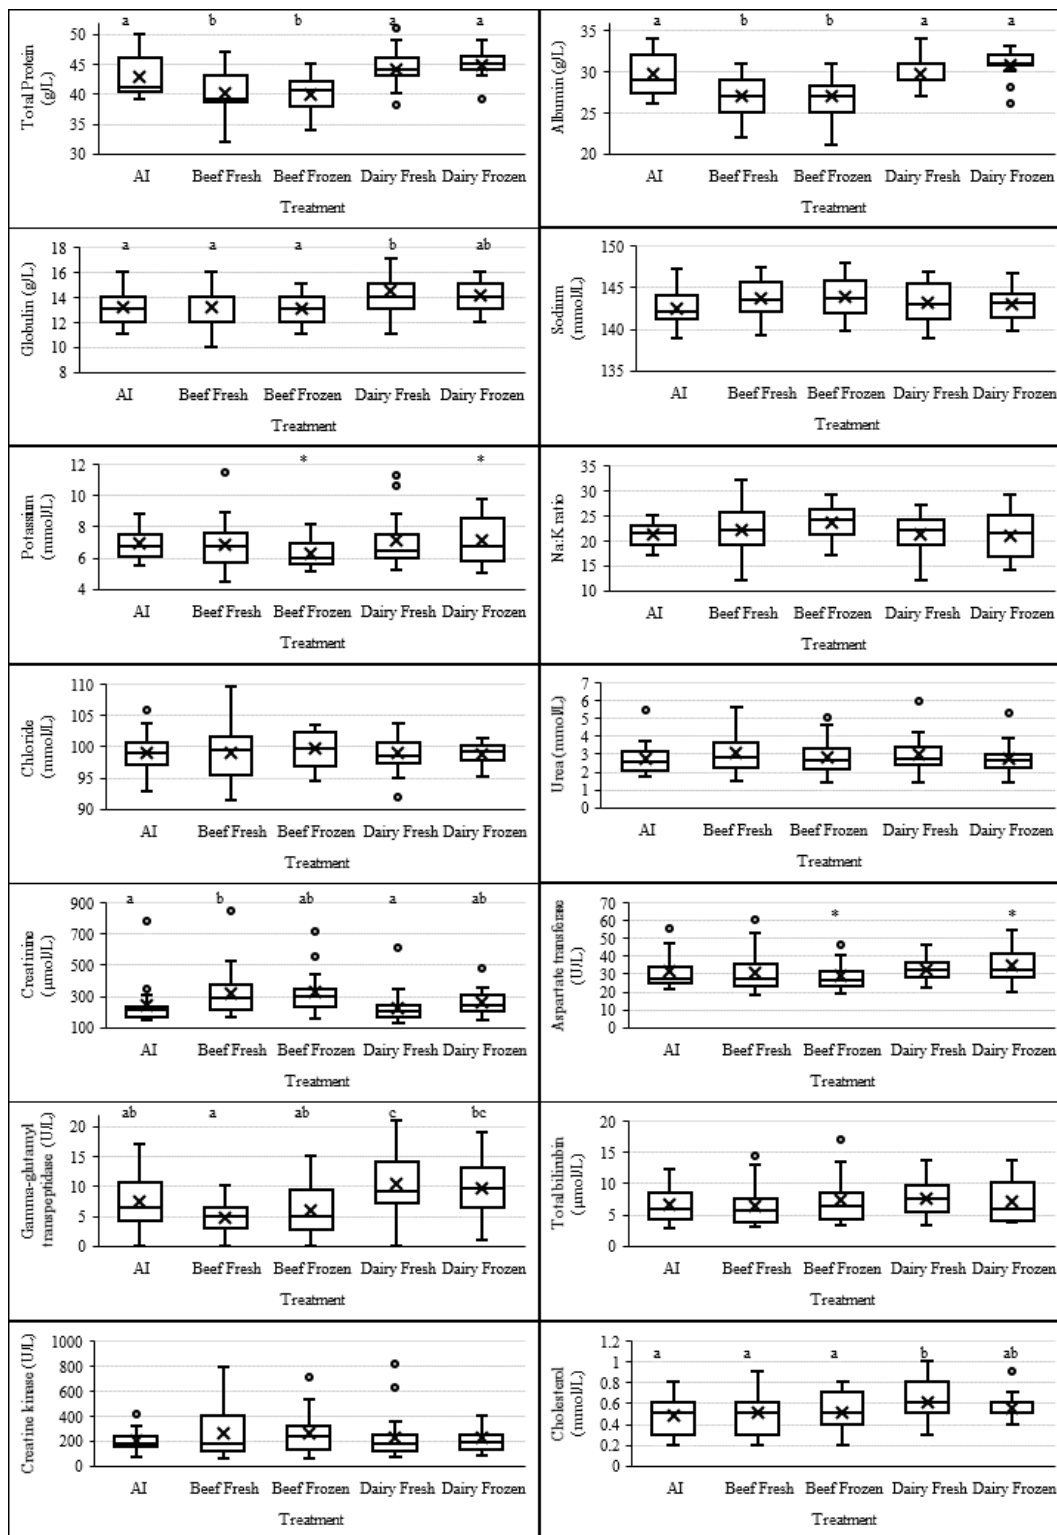 Total Protein
(g/L)
a b b a a
50
45
40
35
30
AI Beef Fresh Beef Frozen Dairy Fresh Dairy Frozen
Treatment
Albumin (g/L)
a b b a a
35
30
25
20
AI Beef Fresh Beef Frozen Dairy Fresh Dairy Frozen
Treatment
Globulin (g/L)
a a a b ab
18
16
14
12
10
8
AI Beef Fresh Beef Frozen Dairy Fresh Dairy Frozen
Treatment
Sodium
(mmol/L)
150
145
140
135
AI Beef Fresh Beef Frozen Dairy Fresh Dairy Frozen
Treatment
Potassium
(mmol/L)
* *
12
10
8
6
4
AI Beef Fresh Beef Frozen Dairy Fresh Dairy Frozen
Treatment
Na:K ratio
35
30
25
20
15
10
AI Beef Fresh Beef Frozen Dairy Fresh Dairy Frozen
Treatment
Chloride
(mmol/L)
110
105
100
95
90
AI Beef Fresh Beef Frozen Dairy Fresh Dairy Frozen
Treatment
Urea (mmol/L)
7
6
5
4
3
2
1
0
AI Beef Fresh Beef Frozen Dairy Fresh Dairy Frozen
Treatment
Creatinine
(µmol/L)
a b ab a ab
900
700
500
300
100
AI Beef Fresh Beef Frozen Dairy Fresh Dairy Frozen
Treatment
Aspartate transferase
(U/L)
* *
70
60
50
40
30
20
10
0
AI Beef Fresh Beef Frozen Dairy Fresh Dairy Frozen
Treatment
Gamma-glutamyl
transpeptidase (U/L)
ab a ab c bc
20
15
10
5
0
AI Beef Fresh Beef Frozen Dairy Fresh Dairy Frozen
Treatment
Total bilirubin
(µmol/L)
20
15
10
5
0
AI Beef Fresh Beef Frozen Dairy Fresh Dairy Frozen
Treatment
Creatine kinase (U/L)
1000
800
600
400
200
0
AI Beef Fresh Beef Frozen Dairy Fresh Dairy Frozen
Treatment
Cholesterol
(mmol/L)
a a a b ab
1.2
1
0.8
0.6
0.4
0.2
0
AI Beef Fresh Beef Frozen Dairy Fresh Dairy Frozen
Treatment